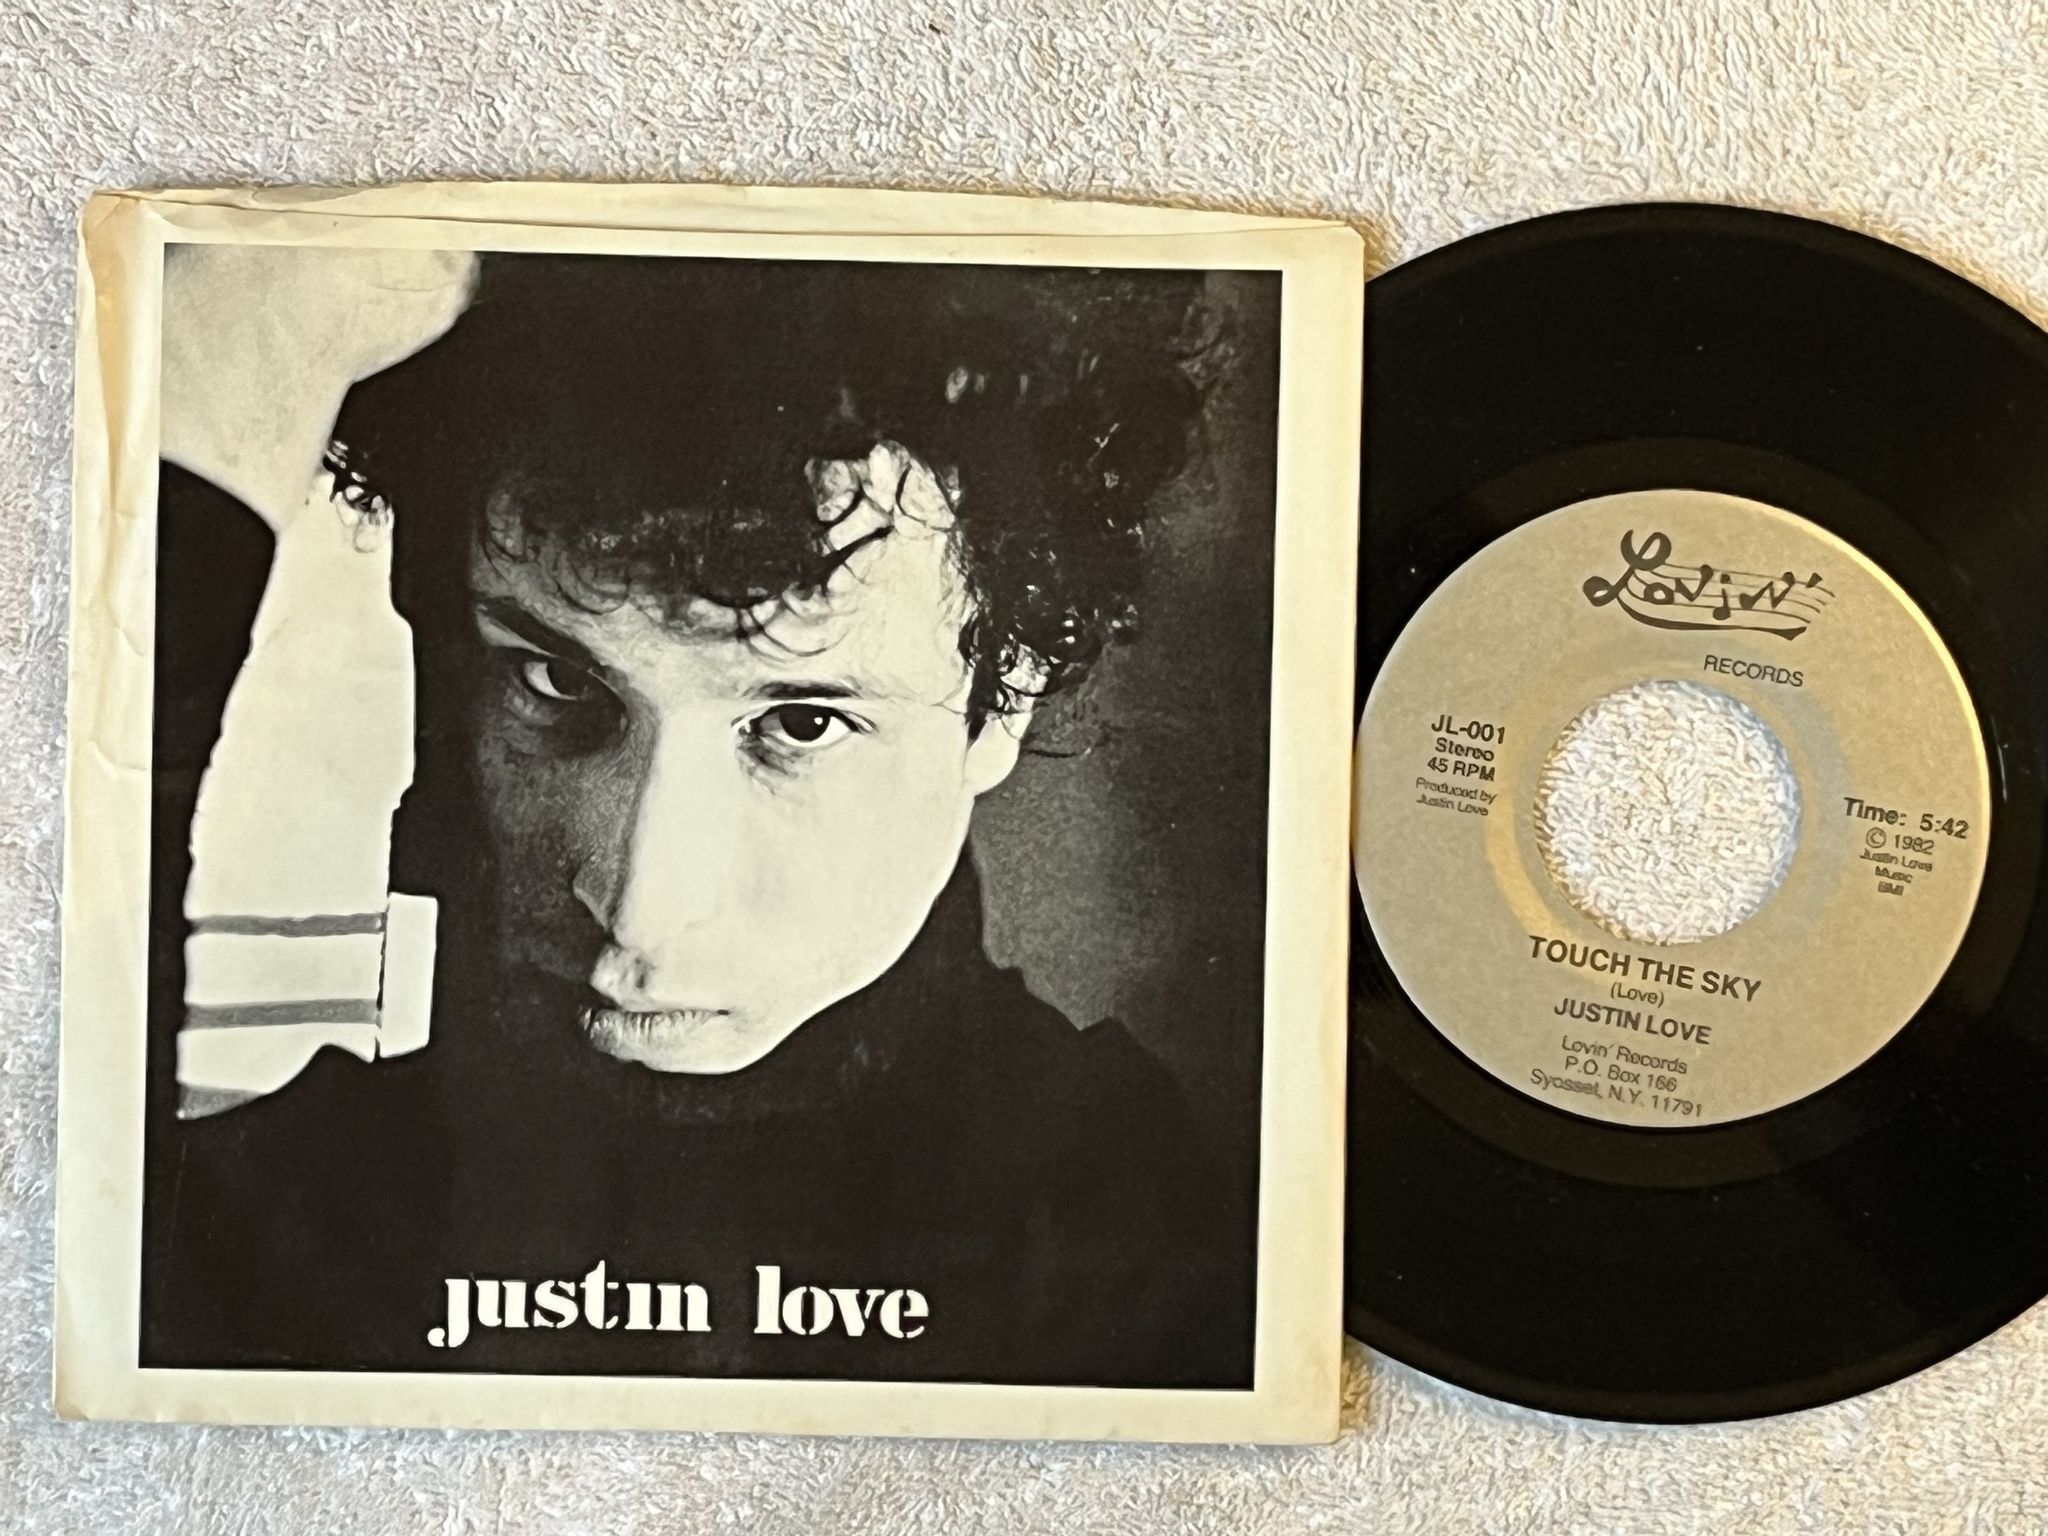 justin love
Lovin'
RECORDS
JL-001
Stereo
45 RPM
Produced by
Justin Love
Time: 5:42
© 1982
Justin Love
Music
BMI
TOUCH THE SKY
(Love)
JUSTIN LOVE
Lovin' Records
P.O. Box 166
Syosset, N.Y. 11791